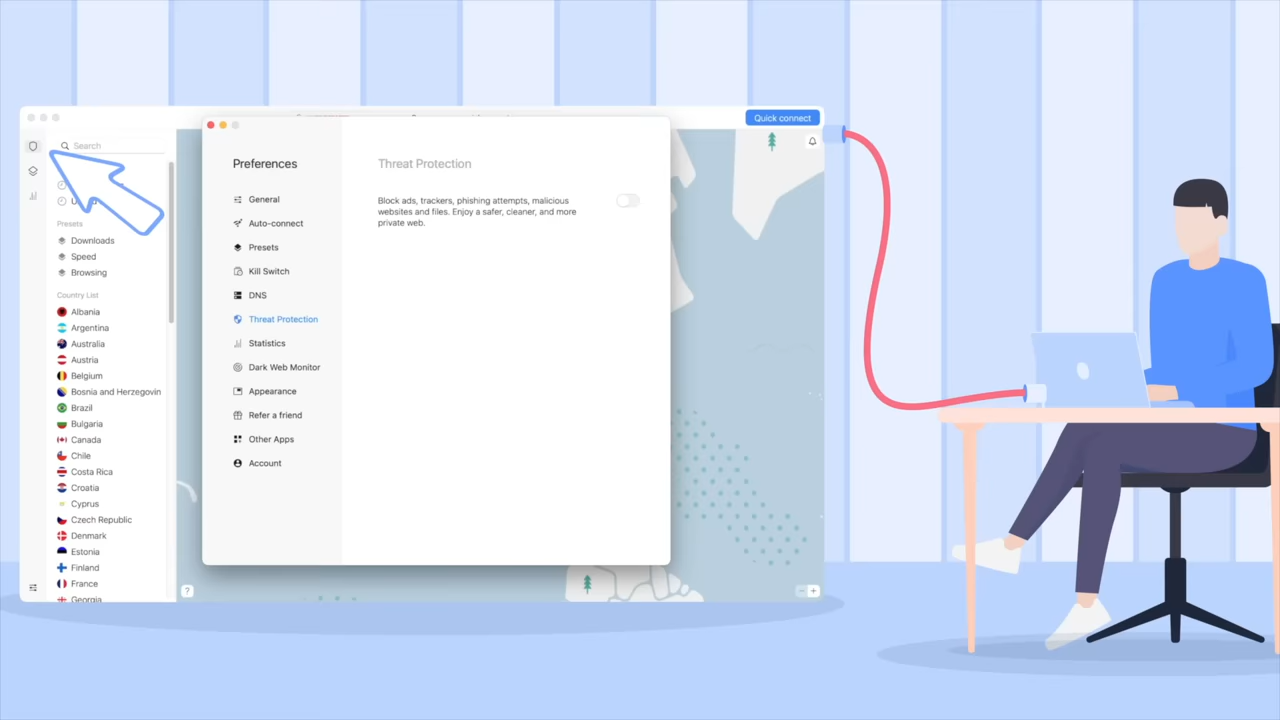 Quick connect
Search
Presets
Downloads
Speed
Browsing
Country List
Albania
Argentina
Australia
Austria
Belgium
Bosnia and Herzegovin
Brazil
Bulgaria
Canada
Chile
Costa Rica
Croatia
Cyprus
Czech Republic
Denmark
Estonia
Finland
France
Georgia
Preferences
General
Auto-connect
Presets
Kill Switch
DNS
Threat Protection
Statistics
Dark Web Monitor
Appearance
Refer a friend
Other Apps
Account
Threat Protection
Block ads, trackers, phishing attempts, malicious
websites and files. Enjoy a safer, cleaner, and more
private web.
?